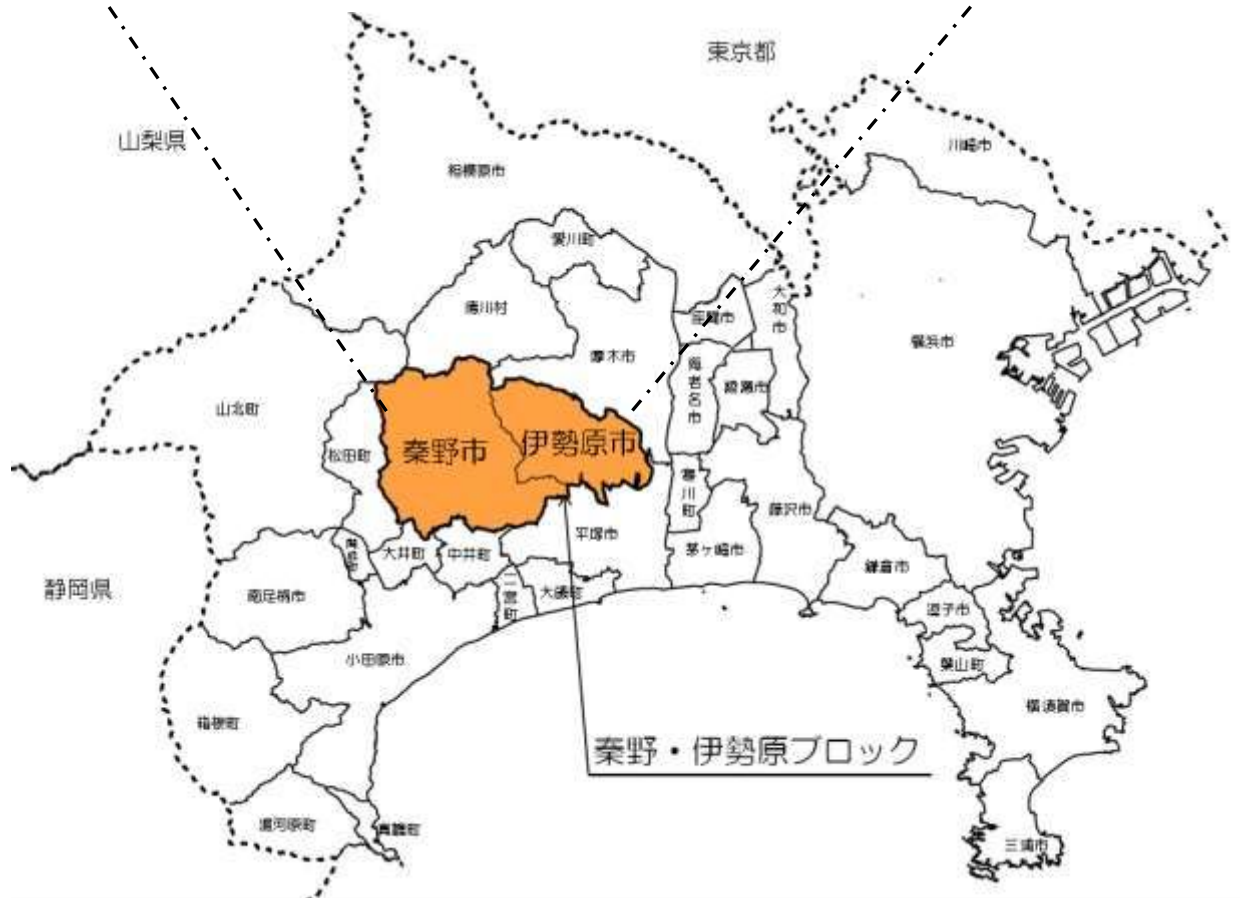 東京都
山梨県
川崎市
相模原市
愛川町
清川村
大和市
座間市
厚木市
海老名市
綾瀬市
横浜市
山北町
松田町
秦野市
伊勢原市
寒川町
藤沢市
平塚市
茅ヶ崎市
開成町
大井町
中井町
鎌倉市
静岡県
南足柄市
二宮町
大磯町
逗子市
葉山町
小田原市
横須賀市
箱根町
秦野・伊勢原ブロック
湯河原町
真鶴町
三浦市